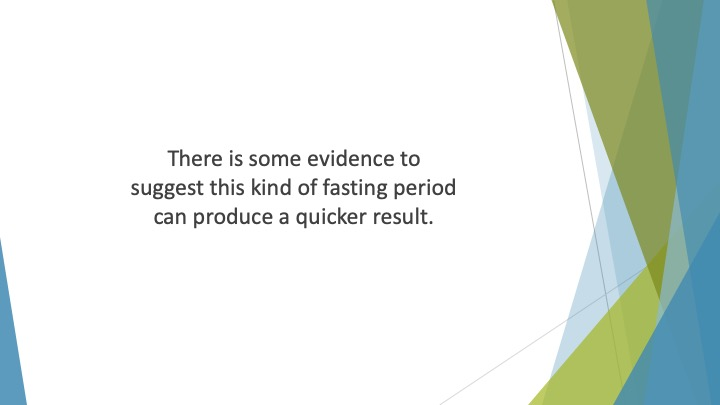 There is some evidence to
suggest this kind of fasting period
can produce a quicker result.